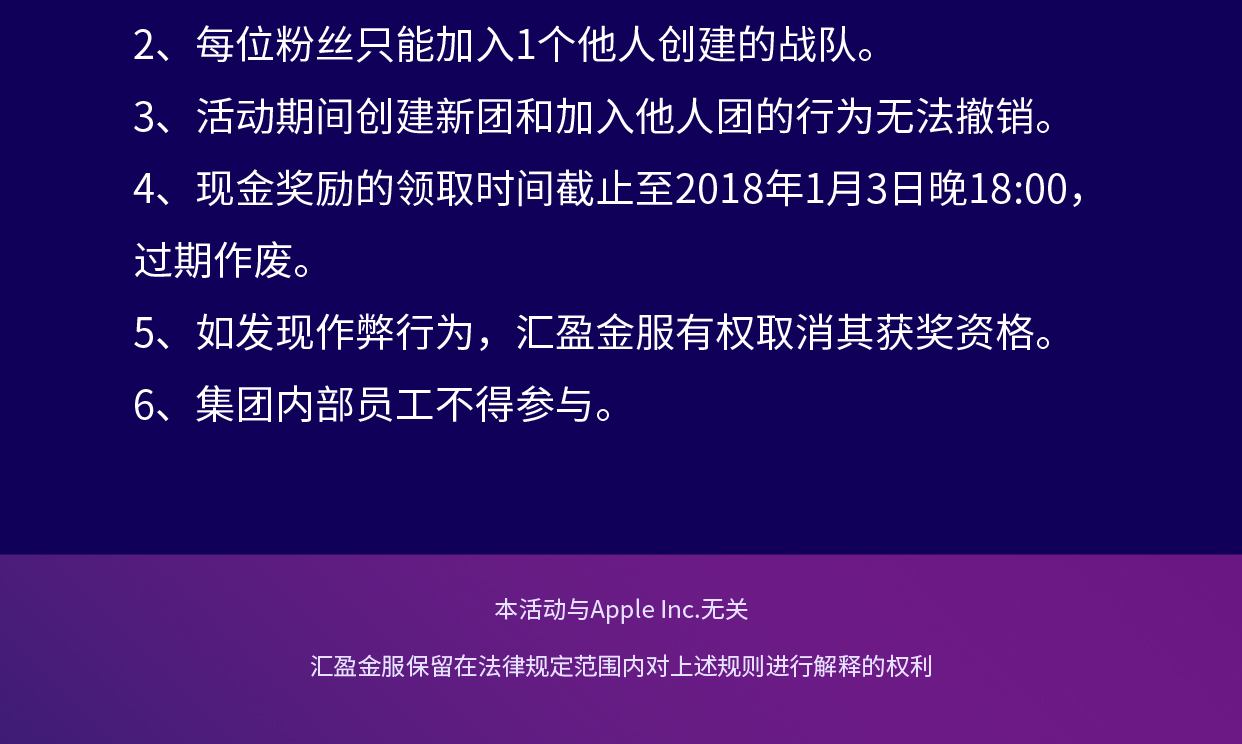 2、每位粉丝只能加入1个他人创建的战队。
3、活动期间创建新团和加入他人团的行为无法撤销。
4、现金奖励的领取时间截止至2018年1月3日晚18:00，
过期作废。
5、如发现作弊行为，汇盈金服有权取消其获奖资格。
6、集团内部员工不得参与。
本活动与Apple Inc.无关
汇盈金服保留在法律规定范围内对上述规则进行解释的权利